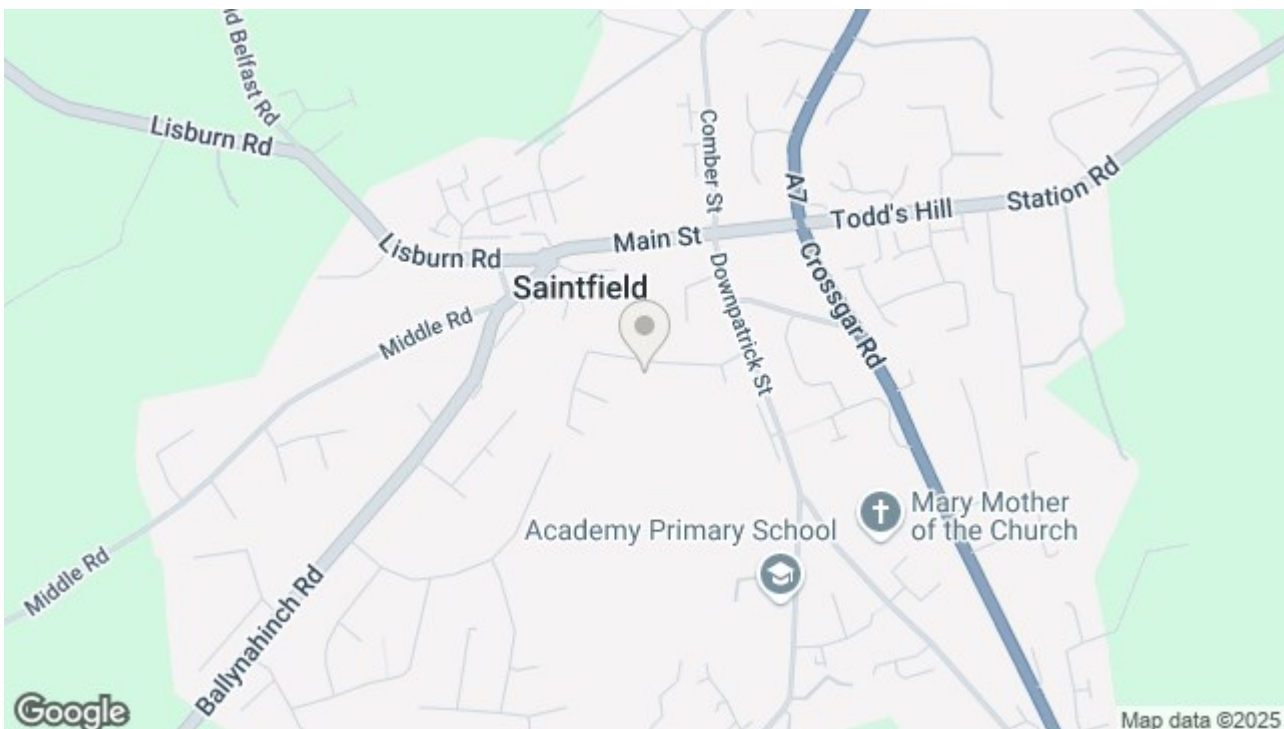 ld Belfast Rd
Lisburn Rd
Comber St
A7
Station Rd
Todd's Hill
Main St
Lisburn Rd
Saintfield
Downpatrick St
Crossgar Rd
Middle Rd
Mary Mother
of the Church
Academy Primary School
Middle Rd
Ballynahinch Rd
Google
Map data ©2025